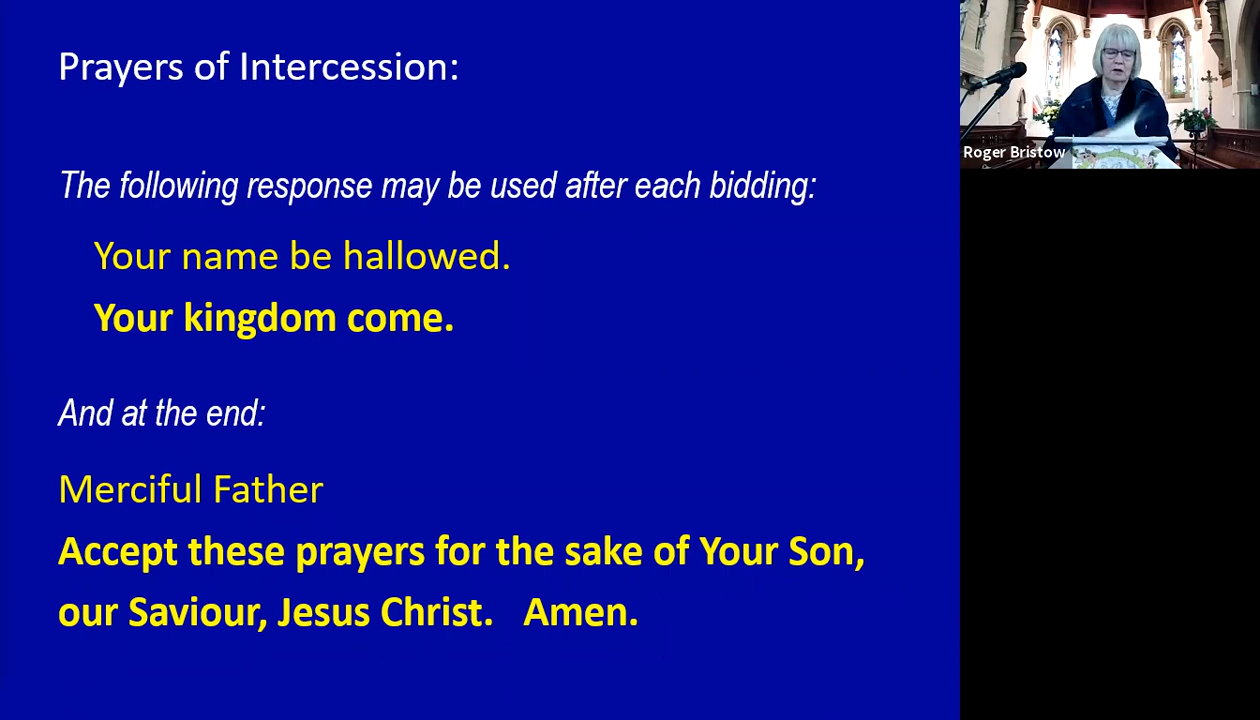 Prayers of Intercession:
The following response may be used after each bidding:
Your name be hallowed.
Your kingdom come.
And at the end:
Merciful Father
Accept these prayers for the sake of Your Son,
our Saviour, Jesus Christ. Amen.
Roger Bristow